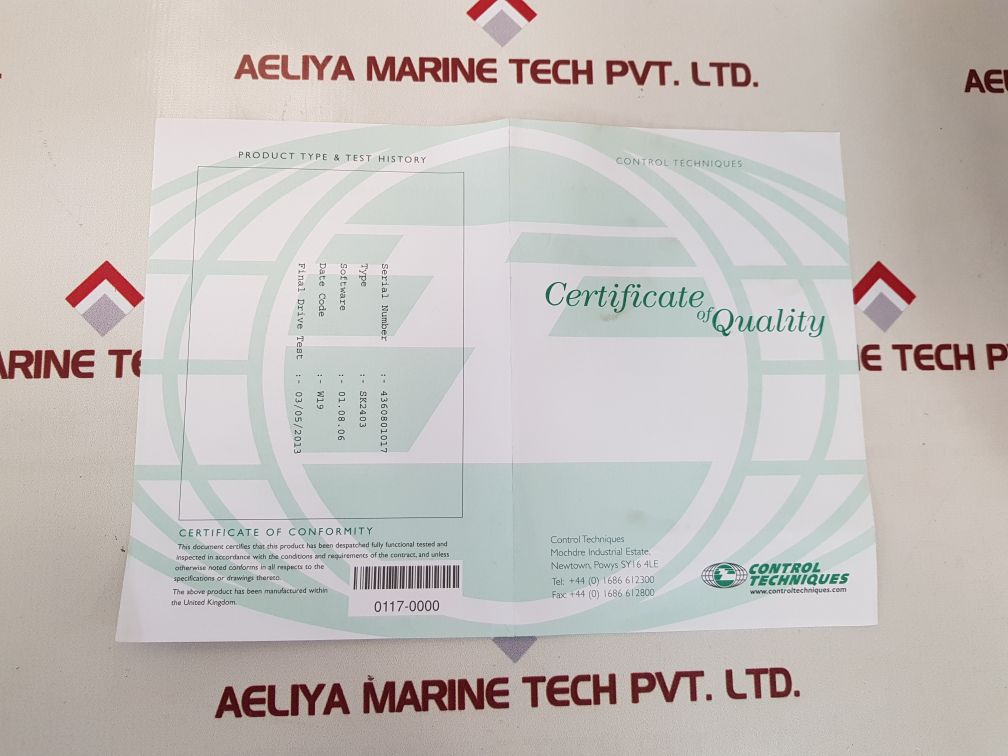 AELIYA MARINE TECH PVT. LTD.
AE
PRODUCT TYPE & TEST HISTORY
Serial Number :- 4360801017
Type :- SK2403
Software :- 01.08.06
Date Code :- W19
Final Drive Test :- 03/05/2013
CERTIFICATE OF CONFORMITY
This document certifies that this product has been despatched fully functional tested and
inspected in accordance with the conditions and requirements of the contract, and unless
otherwise noted conforms in all respects to the
specifications or drawings thereto.
The above product has been manufactured within
the United Kingdom.
0117-0000
CONTROL TECHNIQUES
Certificate
of Quality
Control Techniques
Mochdre Industrial Estate,
Newtown, Powys SY16 4LE
Tel: +44 (0) 1686 612300
Fax: +44 (0) 1686 612800
CONTROL
TECHNIQUES
www.controltechniques.com
ARINE TE
E TECH P
AELIYA MARINE TECH PVT. LTD.